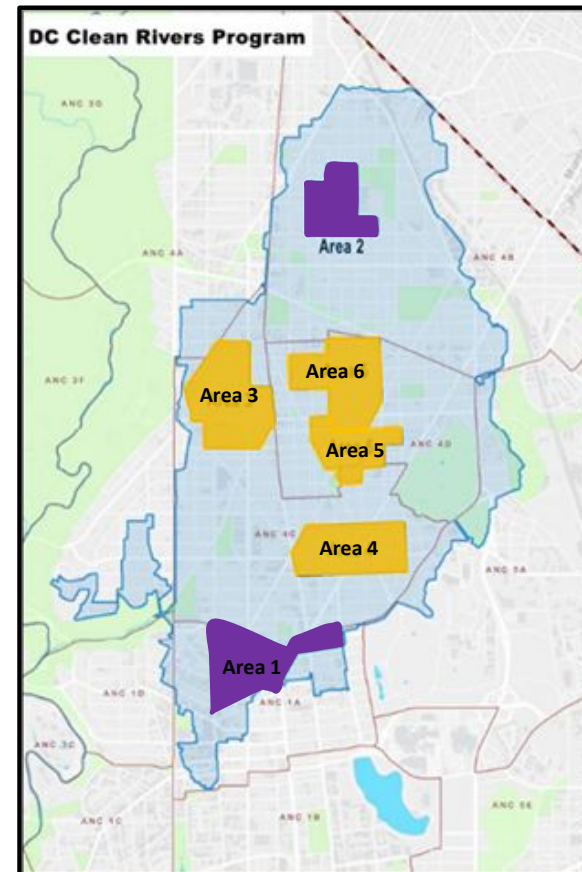 DC Clean Rivers Program
ANC 3G
ANC 4A
ANC 4B
Area 2
ANC 3F
Area 3
Area 6
Area 5
ANC 4D
ANC 4C
Area 4
ANC 5A
Area 1
ANC 1D
ANC 1A
ANC 3C
ANC 1C
ANC 1B
ANC 5E